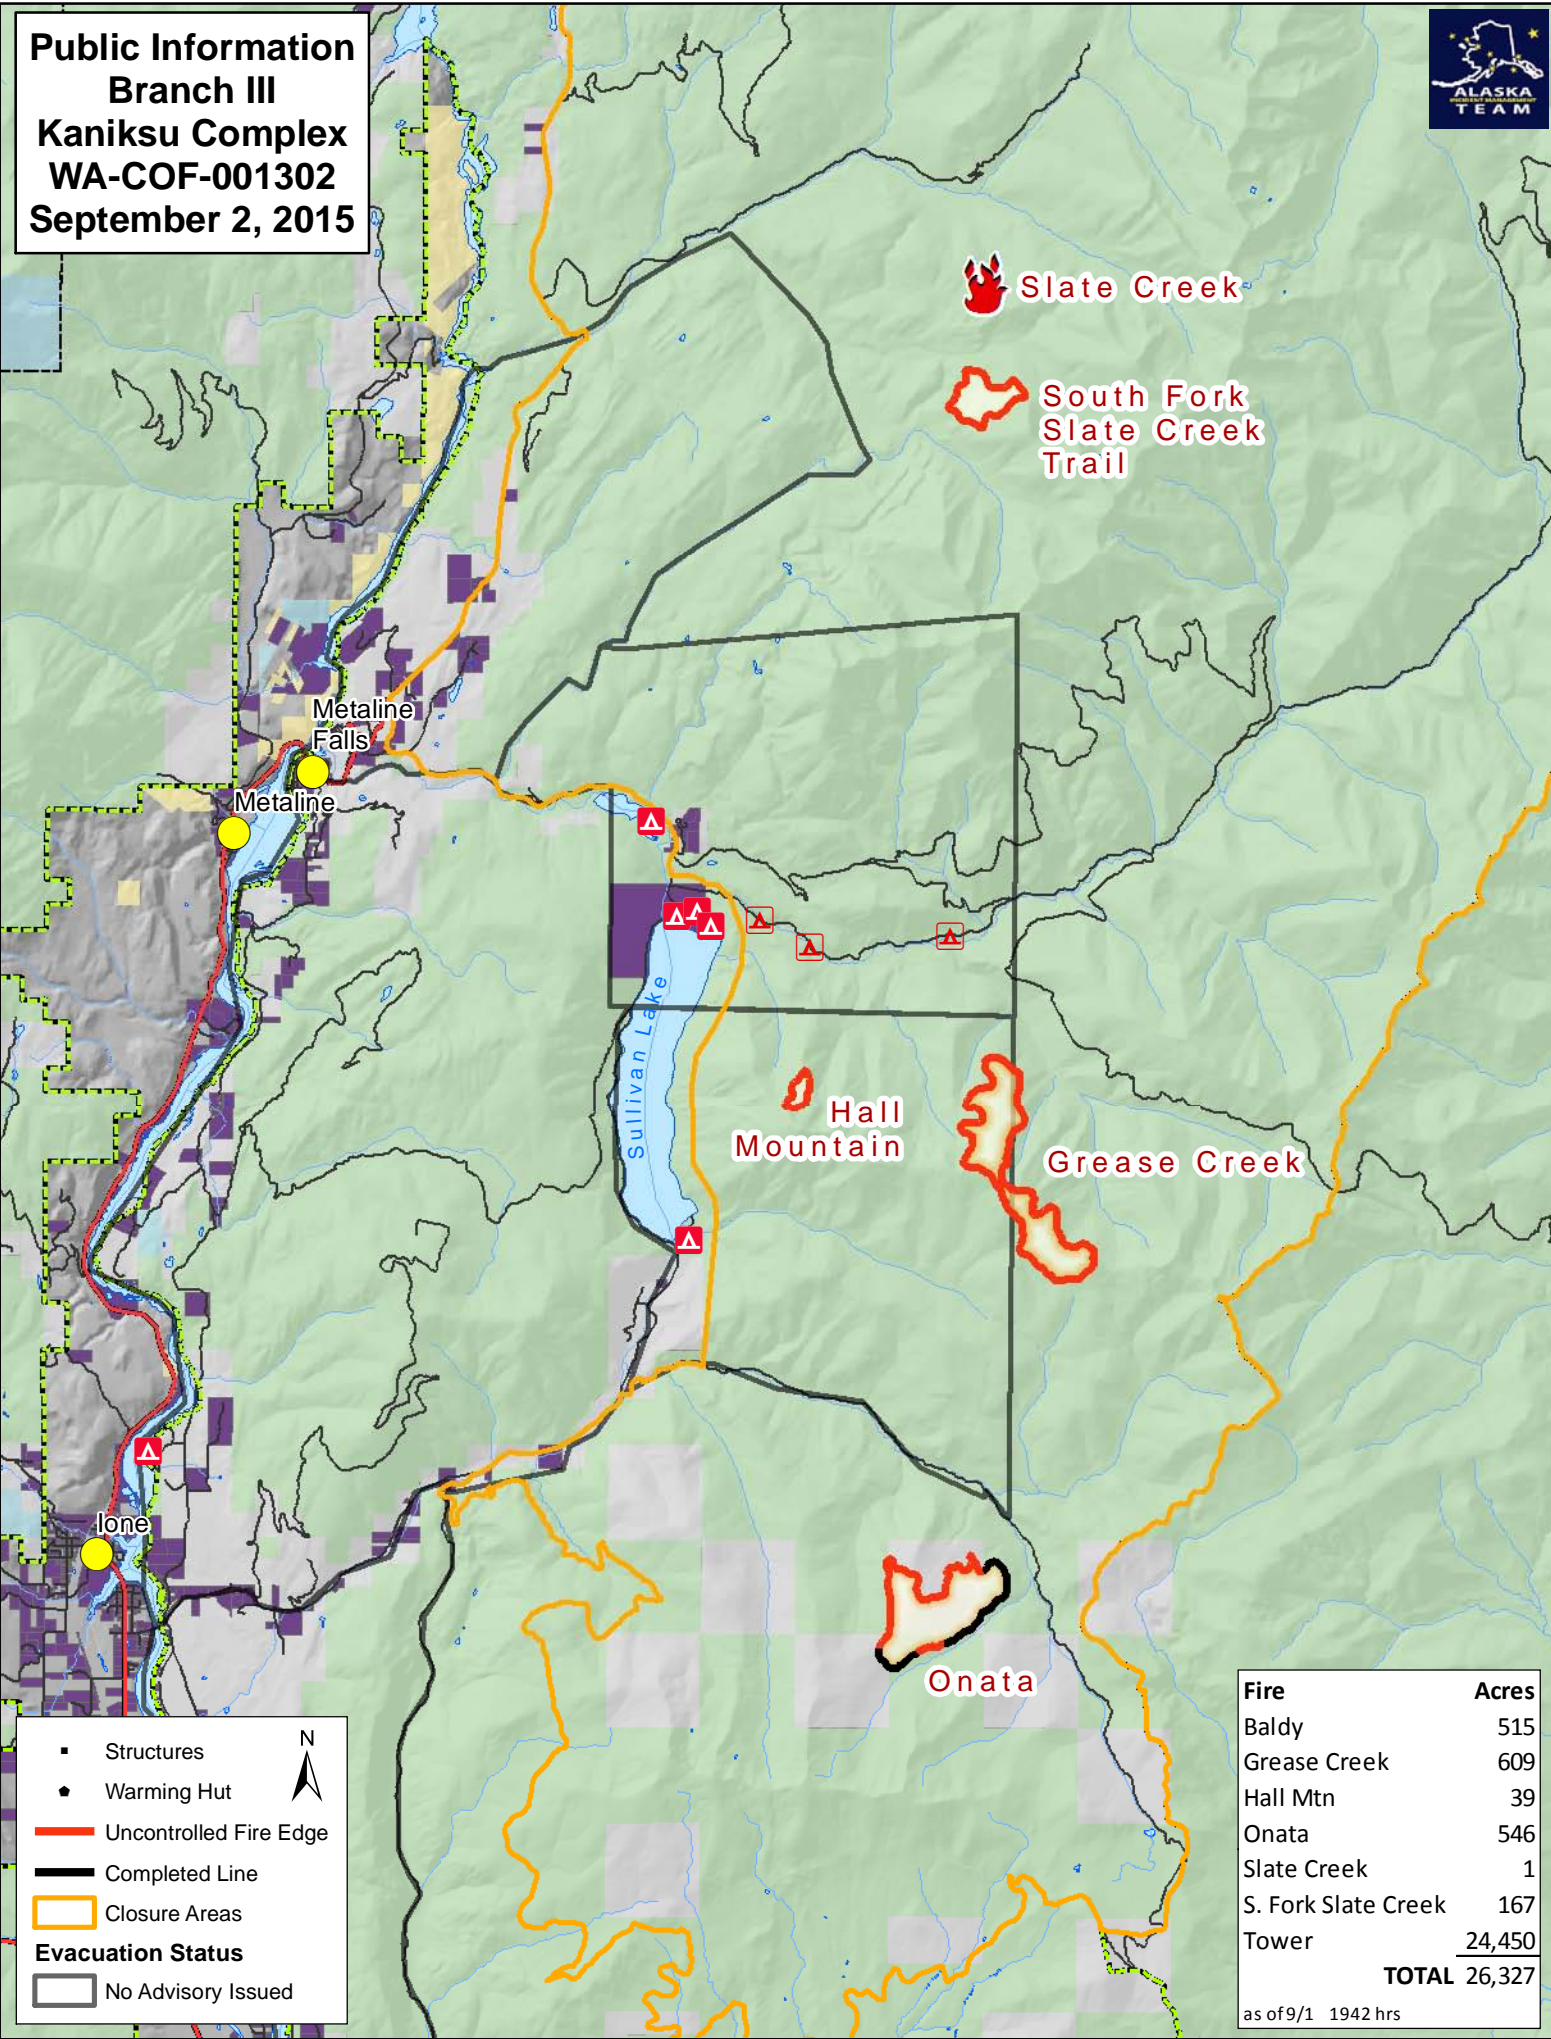 Public Information
Branch III
Kaniksu Complex
WA-COF-001302
September 2, 2015
ALASKA
INCIDENT MANAGEMENT
TEAM
Slate Creek
South Fork
Slate Creek
Trail
Metaline
Falls
Metaline
Sullivan Lake
Hall
Mountain
Grease Creek
Ione
Onata
N
Structures
Warming Hut
Uncontrolled Fire Edge
Completed Line
Closure Areas
Evacuation Status
No Advisory Issued
Fire Acres
Baldy 515
Grease Creek 609
Hall Mtn 39
Onata 546
Slate Creek 1
S. Fork Slate Creek 167
Tower 24,450
TOTAL 26,327
as of 9/1 1942 hrs